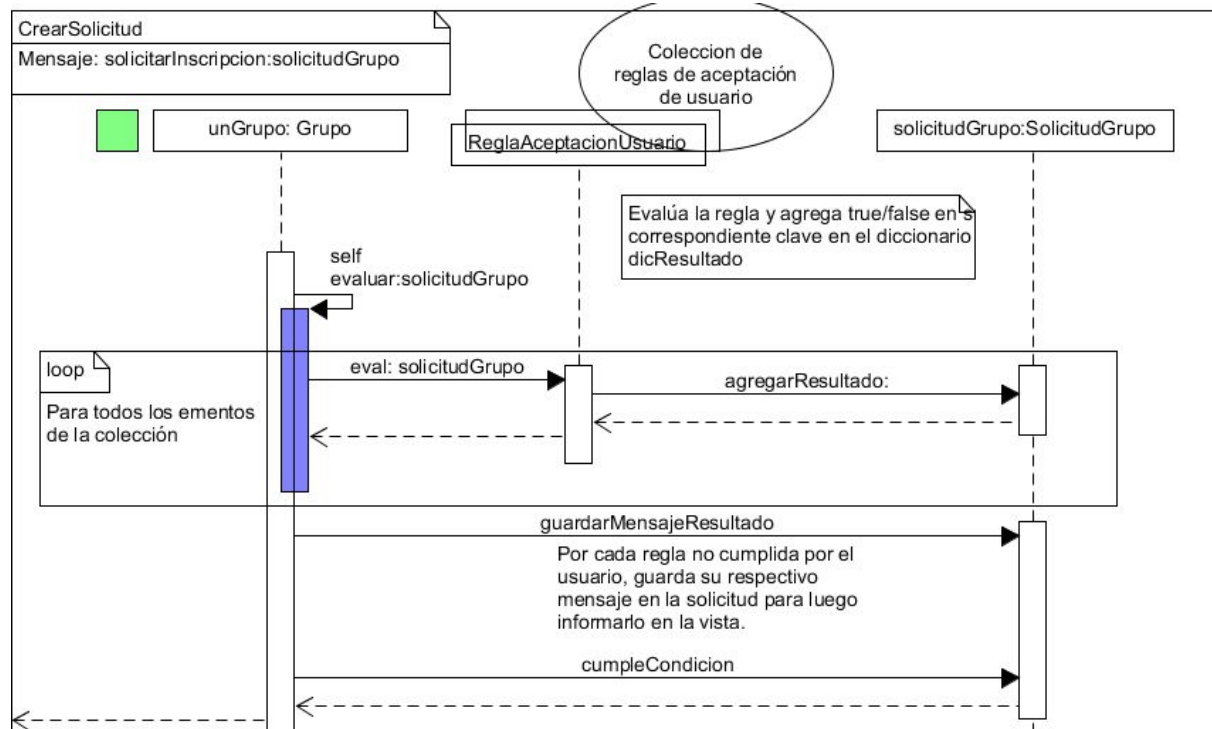 CrearSolicitud
Mensaje: solicitarInscripcion:solicitudGrupo
Coleccion de
reglas de aceptación
de usuario
unGrupo: Grupo
ReglaAceptacionUsuario
solicitudGrupo:SolicitudGrupo
Evalúa la regla y agrega true/false en s
correspondiente clave en el diccionario
dicResultado
self
evaluar:solicitudGrupo
loop
eval: solicitudGrupo
agregarResultado:
Para todos los ementos
de la colección
guardarMensajeResultado
Por cada regla no cumplida por el
usuario, guarda su respectivo
mensaje en la solicitud para luego
informarlo en la vista.
cumpleCondicion